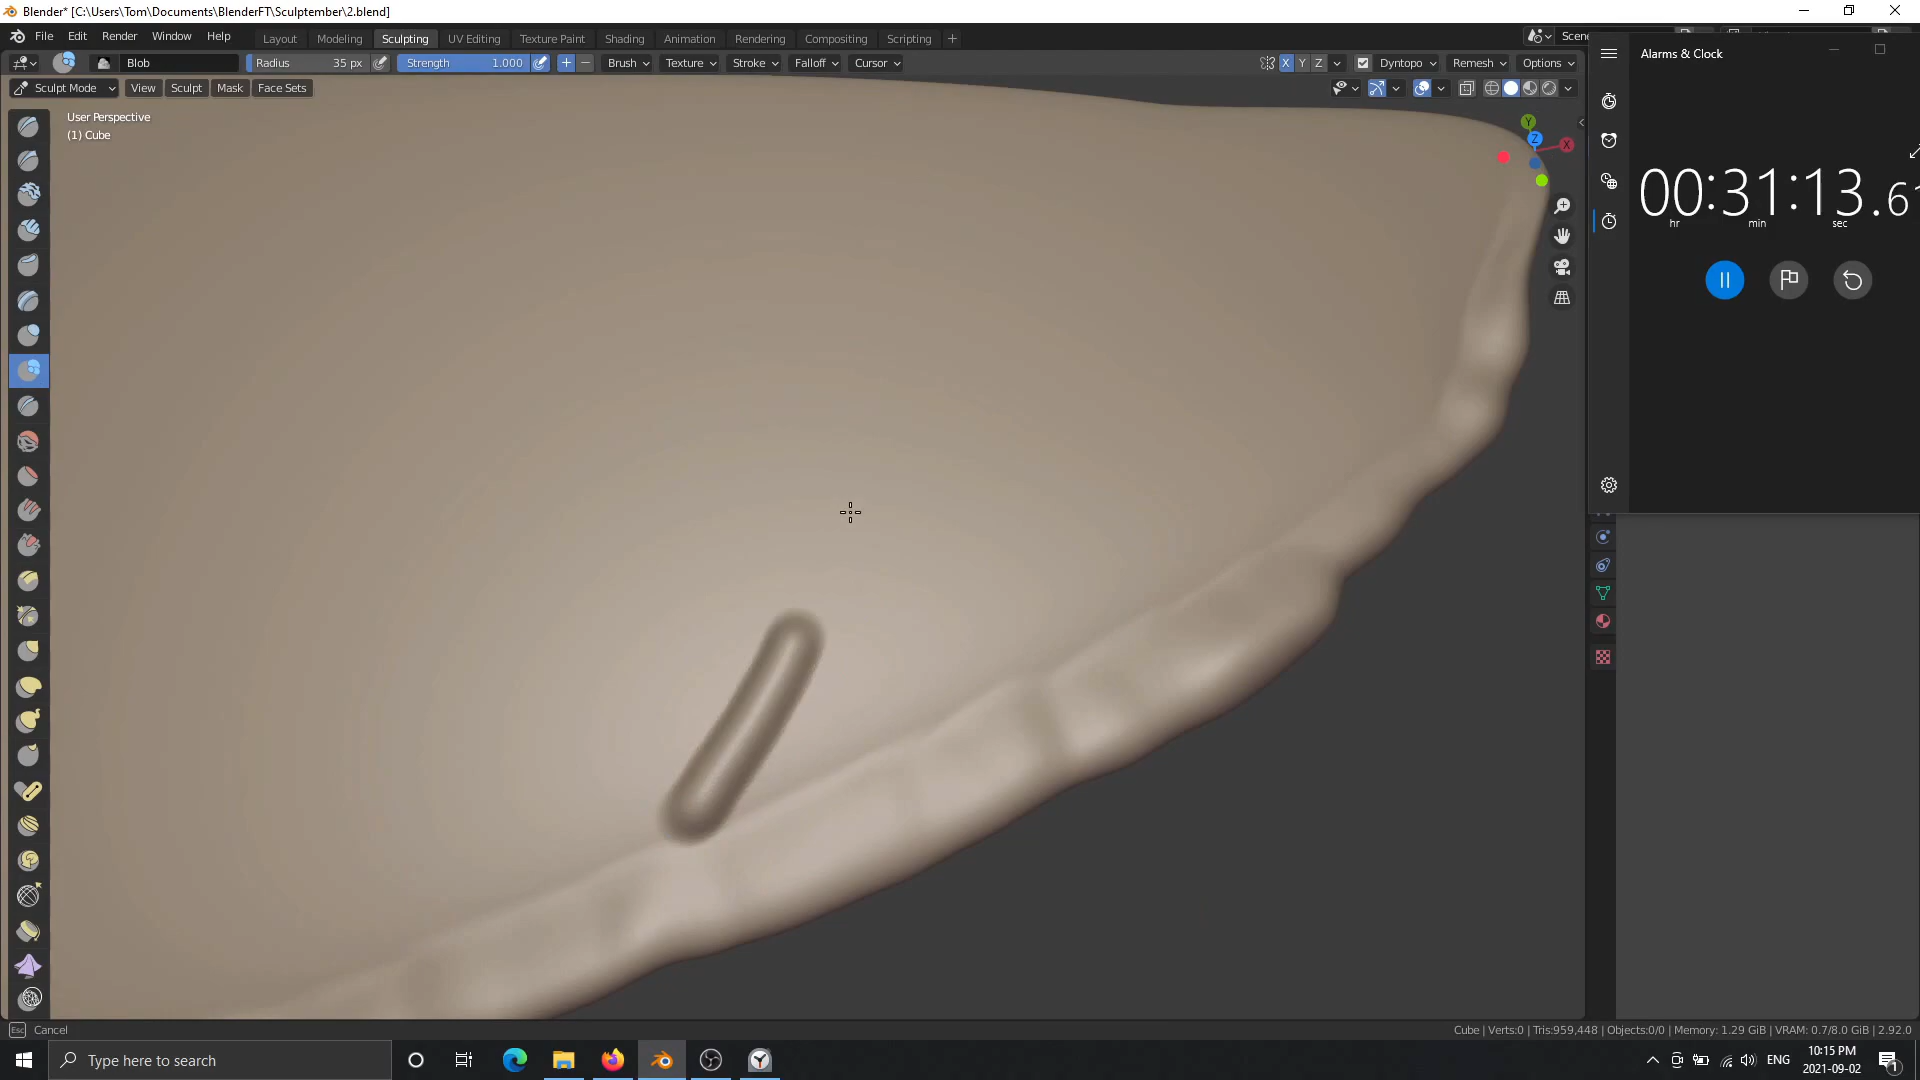 Blender* [C:\Users\Tom\Documents\BlenderFT\Sculptember\2.blend]
File Edit Render Window Help
Layout Modeling Sculpting UV Editing Texture Paint Shading Animation Rendering Compositing Scripting +
Scene
Blob
Radius 35 px
Strength 1.000
Brush Texture Stroke Falloff Cursor
X Y Z
Dyntopo Remesh Options
Sculpt Mode View Sculpt Mask Face Sets
User Perspective
(1) Cube
Y
Z
X
Alarms & Clock
00:31:13.61
hr min sec
Esc Cancel
Cube | Verts:0 | Tris:959,448 | Objects:0/0 | Memory: 1.29 GiB | VRAM: 0.7/8.0 GiB | 2.92.0
Type here to search
ENG
10:15 PM
2021-09-02
1